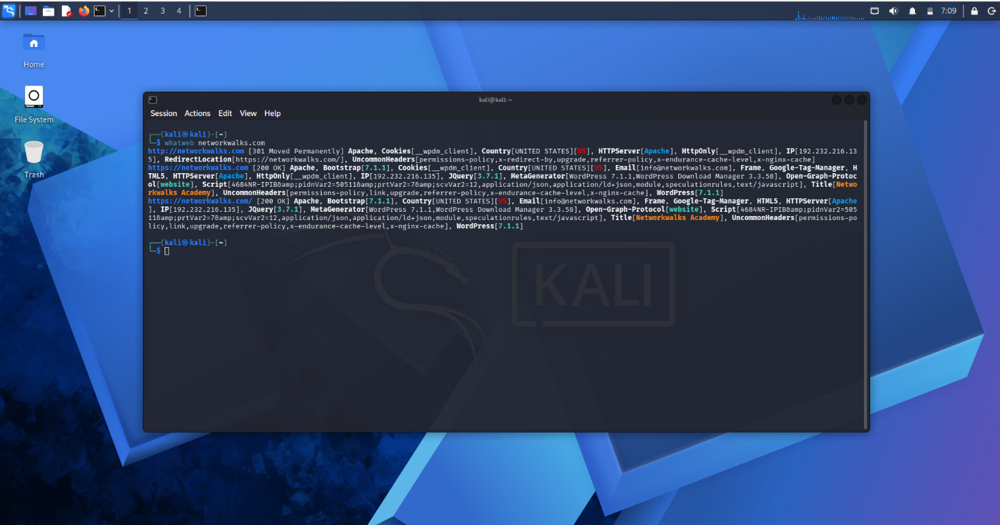 1 2 3 4
7:09
Home
File System
Trash
kali@kali: ~
Session Actions Edit View Help
┌──(kali㉿kali)-[~]
└─$ whatweb networkwalks.com
http://networkwalks.com [301 Moved Permanently] Apache, Cookies[__wpdm_client], Country[UNITED STATES][US], HTTPServer[Apache], HttpOnly[__wpdm_client], IP[192.232.216.13
5], RedirectLocation[https://networkwalks.com/], UncommonHeaders[permissions-policy,x-redirect-by,upgrade,referrer-policy,x-endurance-cache-level,x-nginx-cache]
https://networkwalks.com [200 OK] Apache, Bootstrap[7.1.1], Cookies[__wpdm_client], Country[UNITED STATES][US], Email[info@networkwalks.com], Frame, Google-Tag-Manager, H
TML5, HTTPServer[Apache], HttpOnly[__wpdm_client], IP[192.232.216.135], JQuery[3.7.1], MetaGenerator[WordPress 7.1.1,WordPress Download Manager 3.3.58], Open-Graph-Protoc
ol[website], Script[4684NR-IPIB&amp;pidnVar2=50511&amp;prtVar2=7&amp;scvVar2=12,application/json,application/ld+json,module,speculationrules,text/javascript], Title[Netwo
rkwalks Academy], UncommonHeaders[permissions-policy,link,upgrade,referrer-policy,x-endurance-cache-level,x-nginx-cache], WordPress[7.1.1]
https://networkwalks.com/ [200 OK] Apache, Bootstrap[7.1.1], Country[UNITED STATES][US], Email[info@networkwalks.com], Frame, Google-Tag-Manager, HTML5, HTTPServer[Apache
], IP[192.232.216.135], JQuery[3.7.1], MetaGenerator[WordPress 7.1.1,WordPress Download Manager 3.3.58], Open-Graph-Protocol[website], Script[4684NR-IPIB&amp;pidnVar2=505
11&amp;prtVar2=7&amp;scvVar2=12,application/json,application/ld+json,module,speculationrules,text/javascript], Title[Networkwalks Academy], UncommonHeaders[permissions-po
licy,link,upgrade,referrer-policy,x-endurance-cache-level,x-nginx-cache], WordPress[7.1.1]
┌──(kali㉿kali)-[~]
└─$
KALI